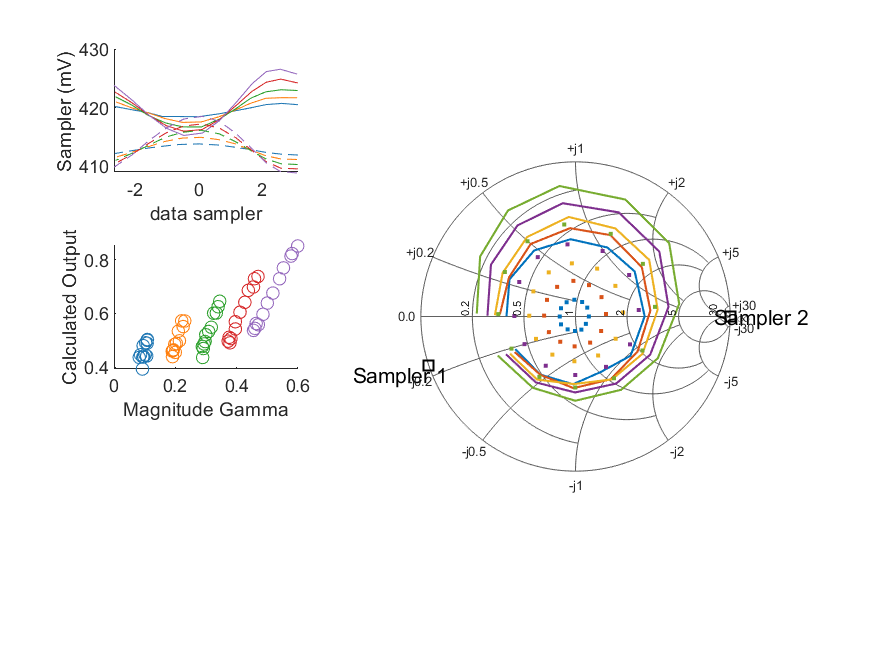 430
420
410
Sampler (mV)
-2 0 2
data sampler
0.8
0.6
0.4
Calculated Output
0 0.2 0.4 0.6
Magnitude Gamma
+j1
+j0.5 +j2
+j0.2 +j5
0.0 0.2 0.5 1 2 5 30 +j30
Sampler 2
-j30
Sampler 1
-j0.2 -j5
-j0.5 -j2
-j1